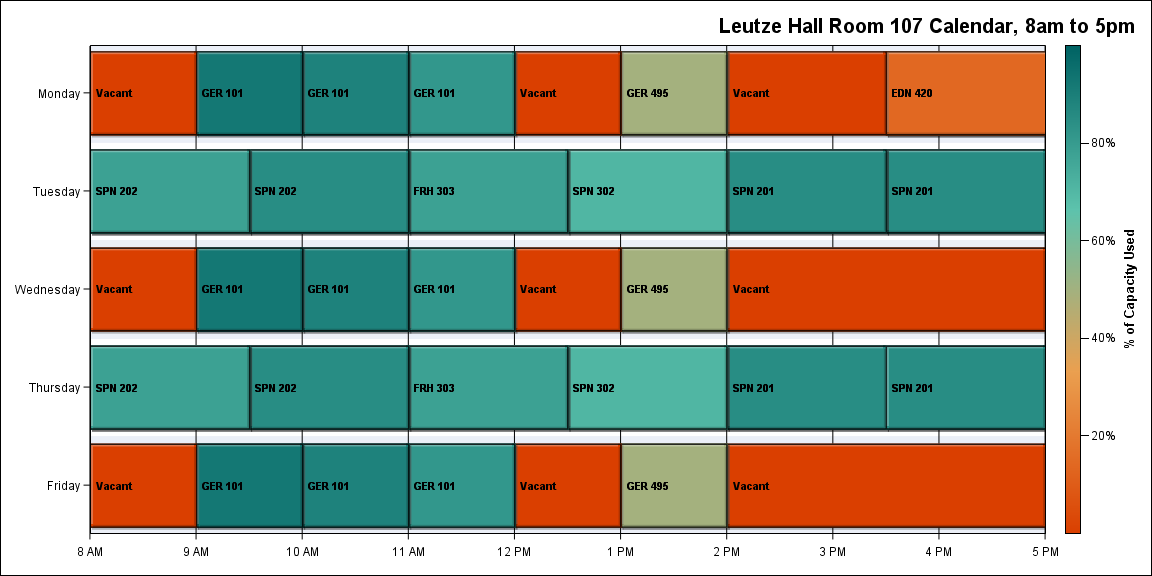 Leutze Hall Room 107 Calendar, 8am to 5pm
Monday
Vacant
GER 101
GER 101
GER 101
Vacant
GER 495
Vacant
EDN 420
Tuesday
SPN 202
SPN 202
FRH 303
SPN 302
SPN 201
SPN 201
Wednesday
Vacant
GER 101
GER 101
GER 101
Vacant
GER 495
Vacant
Thursday
SPN 202
SPN 202
FRH 303
SPN 302
SPN 201
SPN 201
Friday
Vacant
GER 101
GER 101
GER 101
Vacant
GER 495
Vacant
8 AM
9 AM
10 AM
11 AM
12 PM
1 PM
2 PM
3 PM
4 PM
5 PM
80%
60%
40%
20%
% of Capacity Used